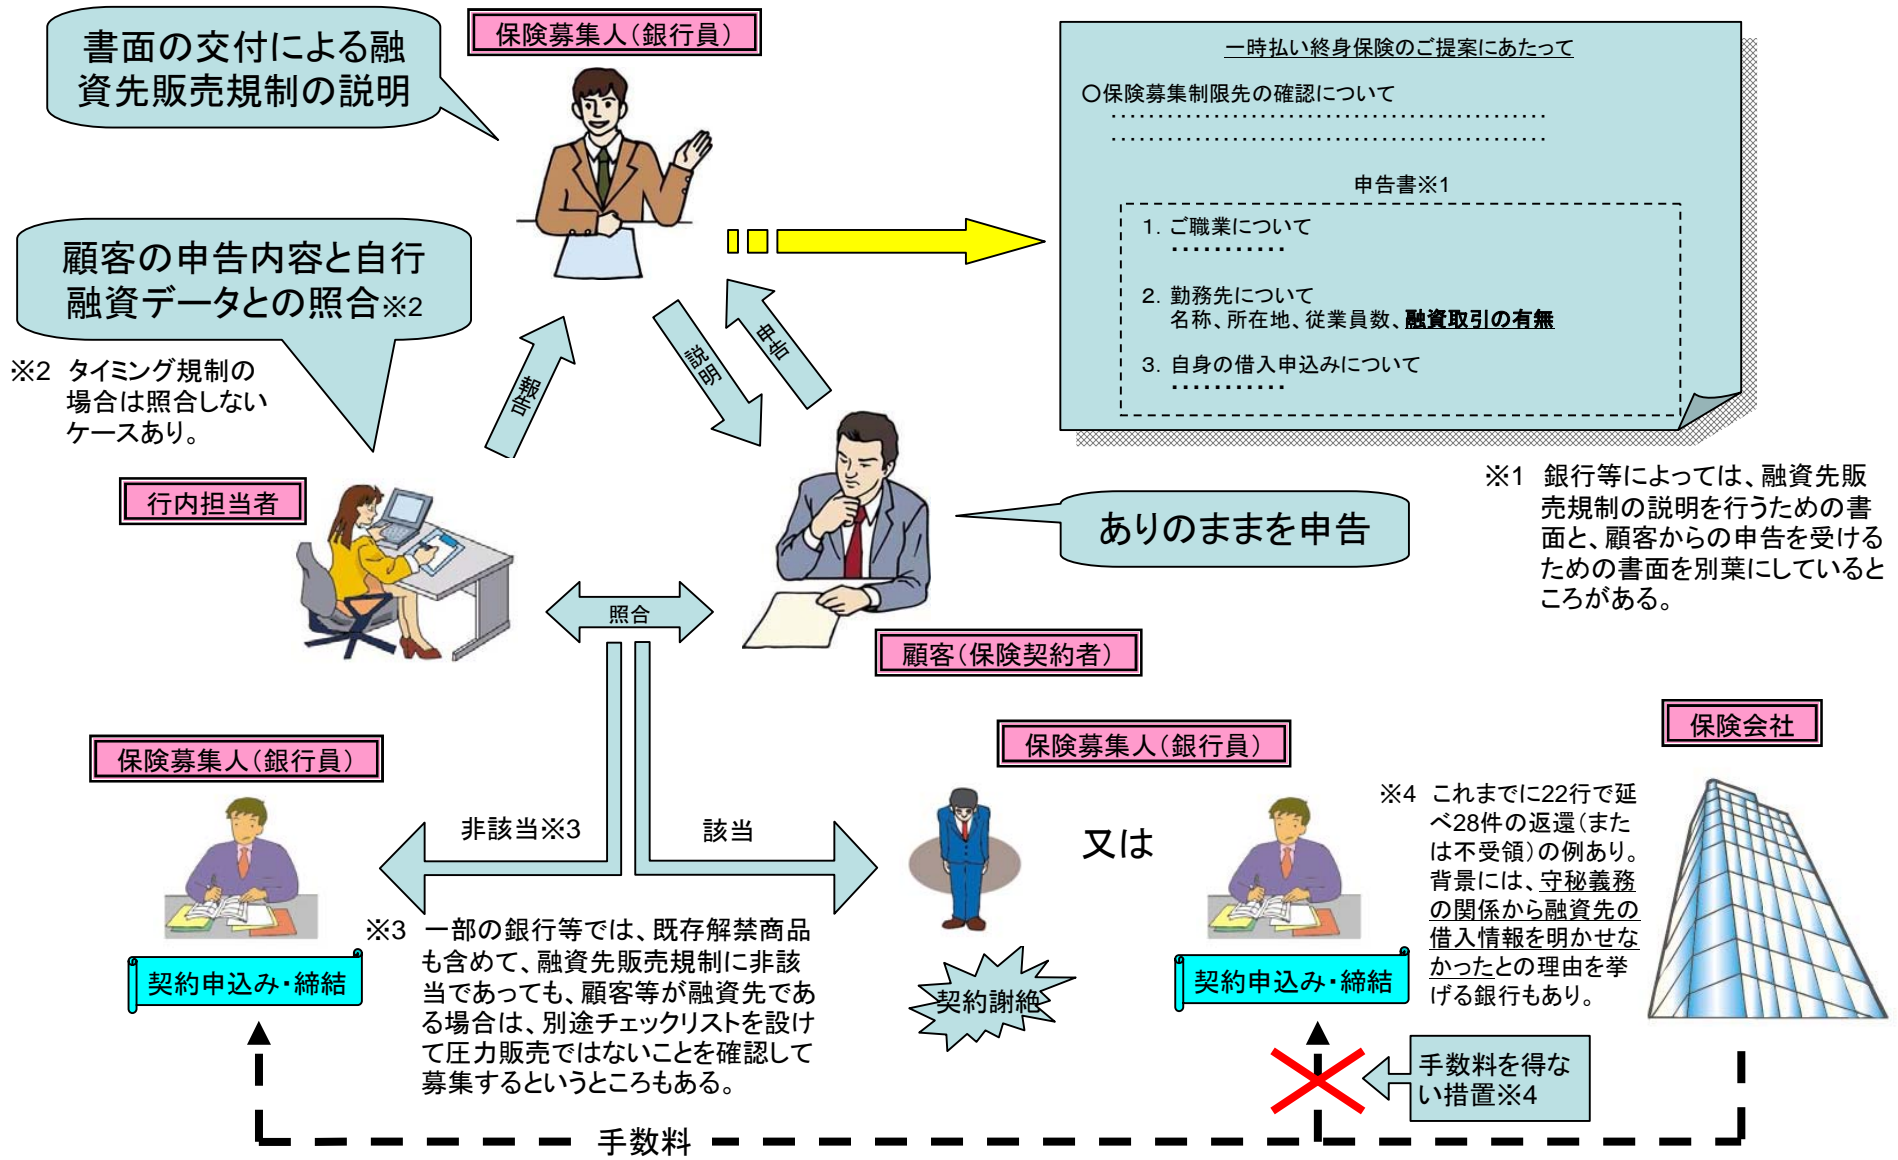 書面の交付による融
資先販売規制の説明
保険募集人（銀行員）
一時払い終身保険のご提案にあたって
○保険募集制限先の確認について
‥‥‥‥‥‥‥‥‥‥‥‥‥‥‥‥‥‥‥‥‥‥‥
‥‥‥‥‥‥‥‥‥‥‥‥‥‥‥‥‥‥‥‥‥‥‥
申告書※1
1．ご職業について
・・・・・・・・・・・
2．勤務先について
名称、所在地、従業員数、融資取引の有無
3．自身の借入申込みについて
・・・・・・・・・・・
顧客の申告内容と自行
融資データとの照合※2
※2 タイミング規制の
場合は照合しない
ケースあり。
報告
説明
申告
行内担当者
ありのままを申告
※1 銀行等によっては、融資先販
売規制の説明を行うための書
面と、顧客からの申告を受ける
ための書面を別葉にしていると
ころがある。
照合
顧客（保険契約者）
保険募集人（銀行員）
保険募集人（銀行員）
保険会社
非該当※3
該当
又は
※4 これまでに22行で延
べ28件の返還（また
は不受領）の例あり。
背景には、守秘義務
の関係から融資先の
借入情報を明かせな
かったとの理由を挙
げる銀行もあり。
※3 一部の銀行等では、既存解禁商品
も含めて、融資先販売規制に非該
当であっても、顧客等が融資先であ
る場合は、別途チェックリストを設け
て圧力販売ではないことを確認して
募集するというところもある。
契約申込み・締結
契約謝絶
契約申込み・締結
手数料を得な
い措置※4
手数料